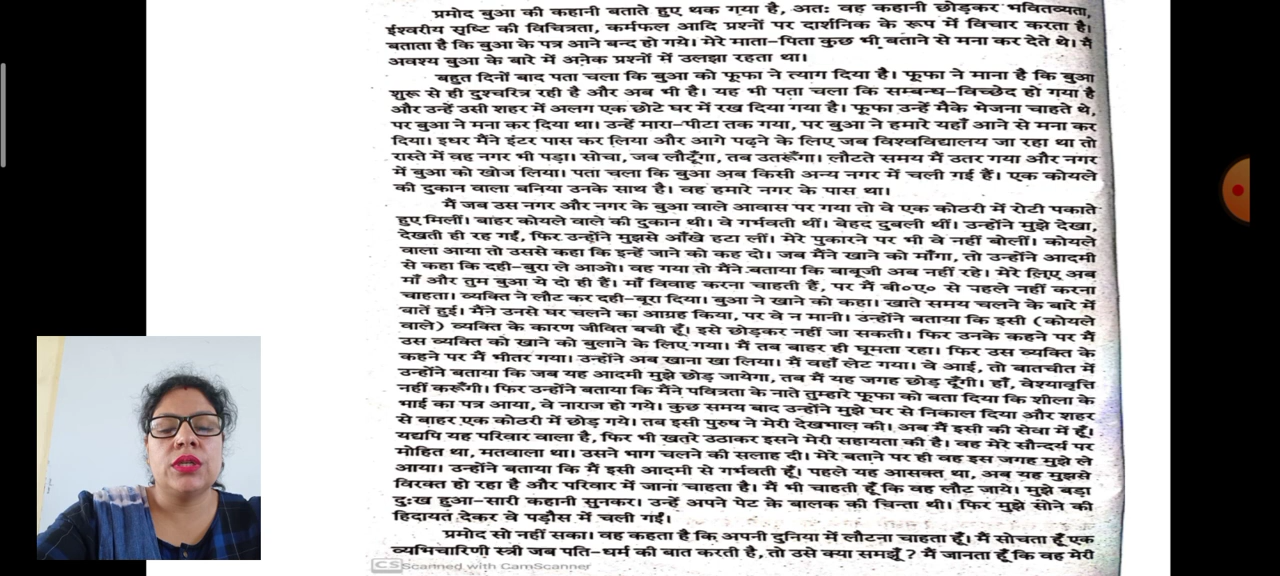 प्रमोद बुआ की कहानी बताते हुए थक गया है, अतः वह कहानी छोड़कर भवितव्यता,
ईश्वरीय सृष्टि की विचित्रता, कर्मफल आदि प्रश्नों पर दार्शनिक के रूप में विचार करता है।
बताता है कि बुआ के पत्र आने बन्द हो गये। मेरे माता-पिता कुछ भी बताने से मना कर देते थे। मैं
अवश्य बुआ के बारे में अनेक प्रश्नों में उलझा रहता था।
बहुत दिनों बाद पता चला कि बुआ को फूफा ने त्याग दिया है। फूफा ने माना है कि बुआ
शुरू से ही दुश्चरित्र रही है और अब भी है। यह भी पता चला कि सम्बन्ध-विच्छेद हो गया है
और उन्हें उसी शहर में अलग एक छोटे घर में रख दिया गया है। फूफा उन्हें मैके भेजना चाहते थे,
पर बुआ ने मना कर दिया था। उन्हें मारा-पीटा तक गया, पर बुआ ने हमारे यहाँ आने से मना कर
दिया। इधर मैंने इंटर पास कर लिया और आगे पढ़ने के लिए जब विश्वविद्यालय जा रहा था तो
रास्ते में वह नगर भी पड़ा। सोचा, जब लौटूँगा, तब उतरूँगा। लौटते समय मैं उतर गया और नगर
में बुआ को खोज लिया। पता चला कि बुआ अब किसी अन्य नगर में चली गई हैं। एक कोयले
की दुकान वाला बनिया उनके साथ है। वह हमारे नगर के पास था।
मैं जब उस नगर और नगर के बुआ वाले आवास पर गया तो वे एक कोठरी में रोटी पकाते
हुए मिलीं। बाहर कोयले वाले की दुकान थी। वे गर्भवती थीं। बेहद दुबली थीं। उन्होंने मुझे देखा,
देखती ही रह गईं, फिर उन्होंने मुझसे आँखे हटा लीं। मेरे पुकारने पर भी वे नहीं बोलीं। कोयले
वाला आया तो उससे कहा कि इन्हें जाने को कह दो। जब मैंने खाने को माँगा, तो उन्होंने आदमी
से कहा कि दही-बुरा ले आओ। वह गया तो मैंने बताया कि बाबूजी अब नहीं रहे। मेरे लिए अब
माँ और तुम बुआ ये दो ही हैं। माँ विवाह करना चाहती हैं, पर मैं बी०ए० से पहले नहीं करना
चाहता। व्यक्ति ने लौट कर दही-बूरा दिया। बुआ ने खाने को कहा। खाते समय चलने के बारे में
बातें हुई। मैंने उनसे घर चलने का आग्रह किया, पर वे न मानी। उन्होंने बताया कि इसी (कोयले
वाले) व्यक्ति के कारण जीवित बची हूँ। इसे छोड़कर नहीं जा सकती। फिर उनके कहने पर मैं
उस व्यक्ति को खाने को बुलाने के लिए गया। मैं तब बाहर ही घूमता रहा। फिर उस व्यक्ति के
कहने पर मैं भीतर गया। उन्होंने अब खाना खा लिया। मैं वहाँ लेट गया। वे आई, तो बातचीत में
उन्होंने बताया कि जब यह आदमी मुझे छोड़ जायेगा, तब मैं यह जगह छोड़ दूँगी। हाँ, वेश्यावृत्ति
नहीं करूँगी। फिर उन्होंने बताया कि मैंने पवित्रता के नाते तुम्हारे फूफा को बता दिया कि शीला के
भाई का पत्र आया, वे नाराज हो गये। कुछ समय बाद उन्होंने मुझे घर से निकाल दिया और शहर
से बाहर एक कोठरी में छोड़ गये। तब इसी पुरुष ने मेरी देखभाल की। अब मैं इसी की सेवा में हूँ।
यद्यपि यह परिवार वाला है, फिर भी खतरे उठाकर इसने मेरी सहायता की है। वह मेरे सौन्दर्य पर
मोहित था, मतवाला था। उसने भाग चलने की सलाह दी। मेरे बताने पर ही वह इस जगह मुझे ले
आया। उन्होंने बताया कि मैं इसी आदमी से गर्भवती हूँ। पहले यह आसक्त था, अब यह मुझसे
विरक्त हो रहा है और परिवार में जाना चाहता है। मैं भी चाहती हूँ कि वह लौट जाये। मुझे बड़ा
दुःख हुआ-सारी कहानी सुनकर। उन्हें अपने पेट के बालक की चिन्ता थी। फिर मुझे सोने की
हिदायत देकर वे पड़ौस में चली गईं।
प्रमोद सो नहीं सका। वह कहता है कि अपनी दुनिया में लौटना चाहता हूँ। मैं सोचता हूँ एक
व्यभिचारिणी स्त्री जब पति-धर्म की बात करती है, तो उसे क्या समझूँ ? मैं जानता हूँ कि वह मेरी
CS Scanned with CamScanner